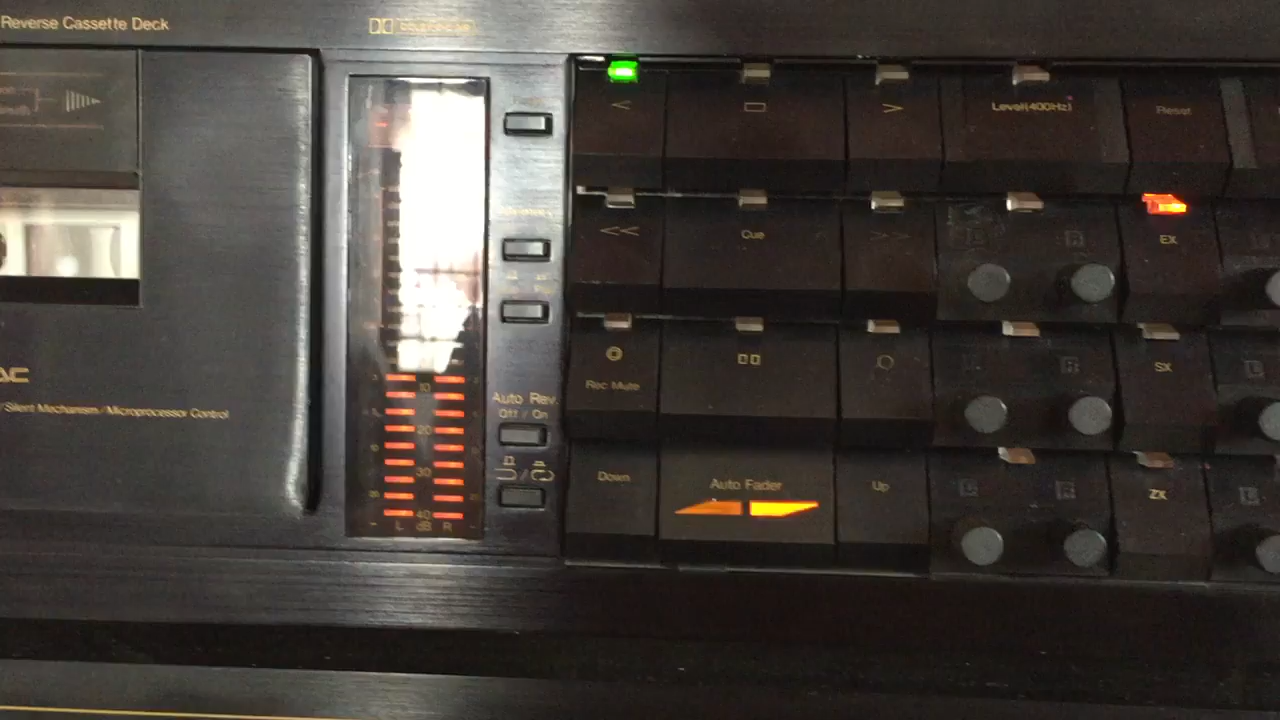 Reverse Cassette Deck
<
>
Level(400Hz)
Reset
<<
Cue
>>
R
EX
Rec Mute
L R
SX
L
Auto Rev.
Off / On
10
20
30
40
L dB R
Down
Auto Fader
Up
L R
ZX
L
AC
/ Silent Mechanism / Microprocessor Control